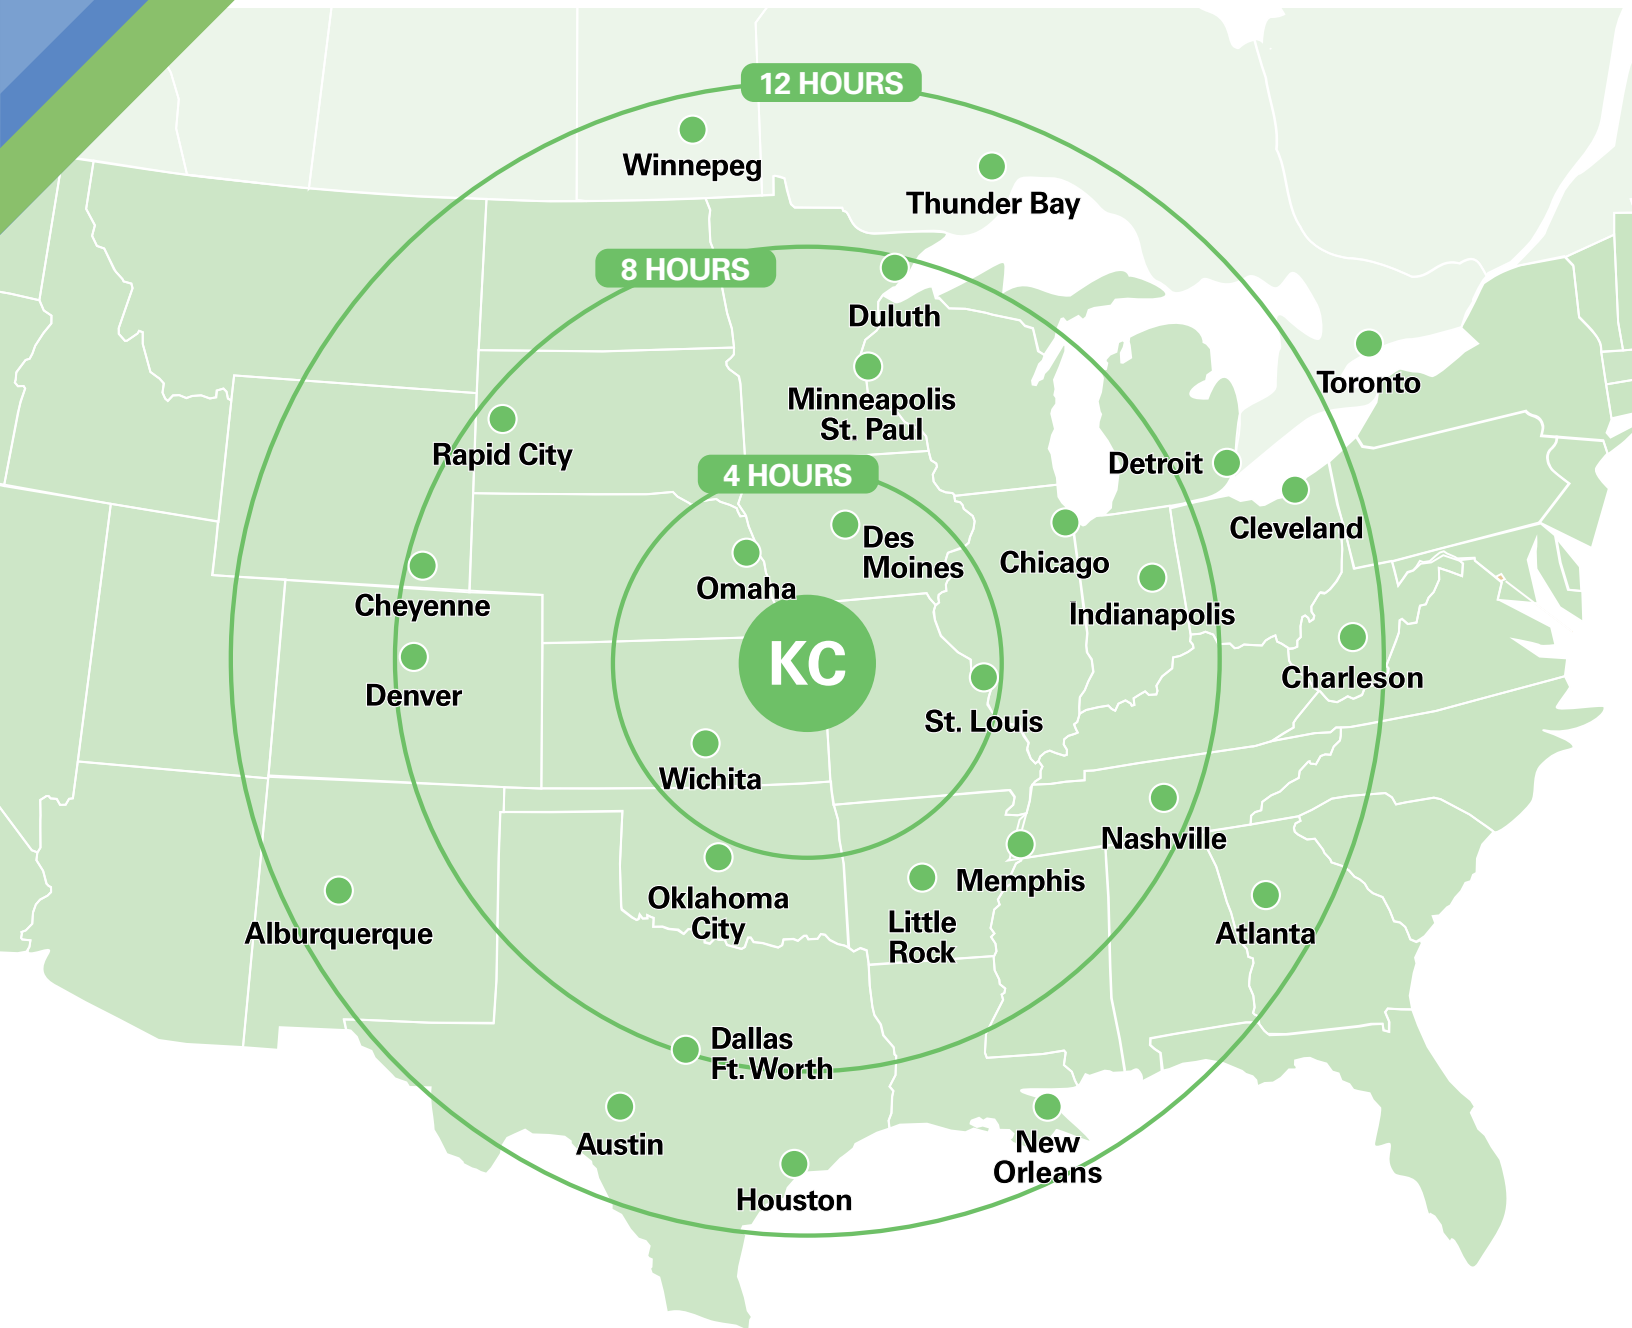 12 HOURS
Winnepeg
Thunder Bay
8 HOURS
Duluth
Toronto
Minneapolis
St. Paul
Rapid City
Detroit
4 HOURS
Cleveland
Des
Moines
Chicago
Omaha
Cheyenne
Indianapolis
KC
Charleson
Denver
St. Louis
Wichita
Nashville
Memphis
Oklahoma
City
Little
Rock
Alburquerque
Atlanta
Dallas
Ft. Worth
Austin
New
Orleans
Houston